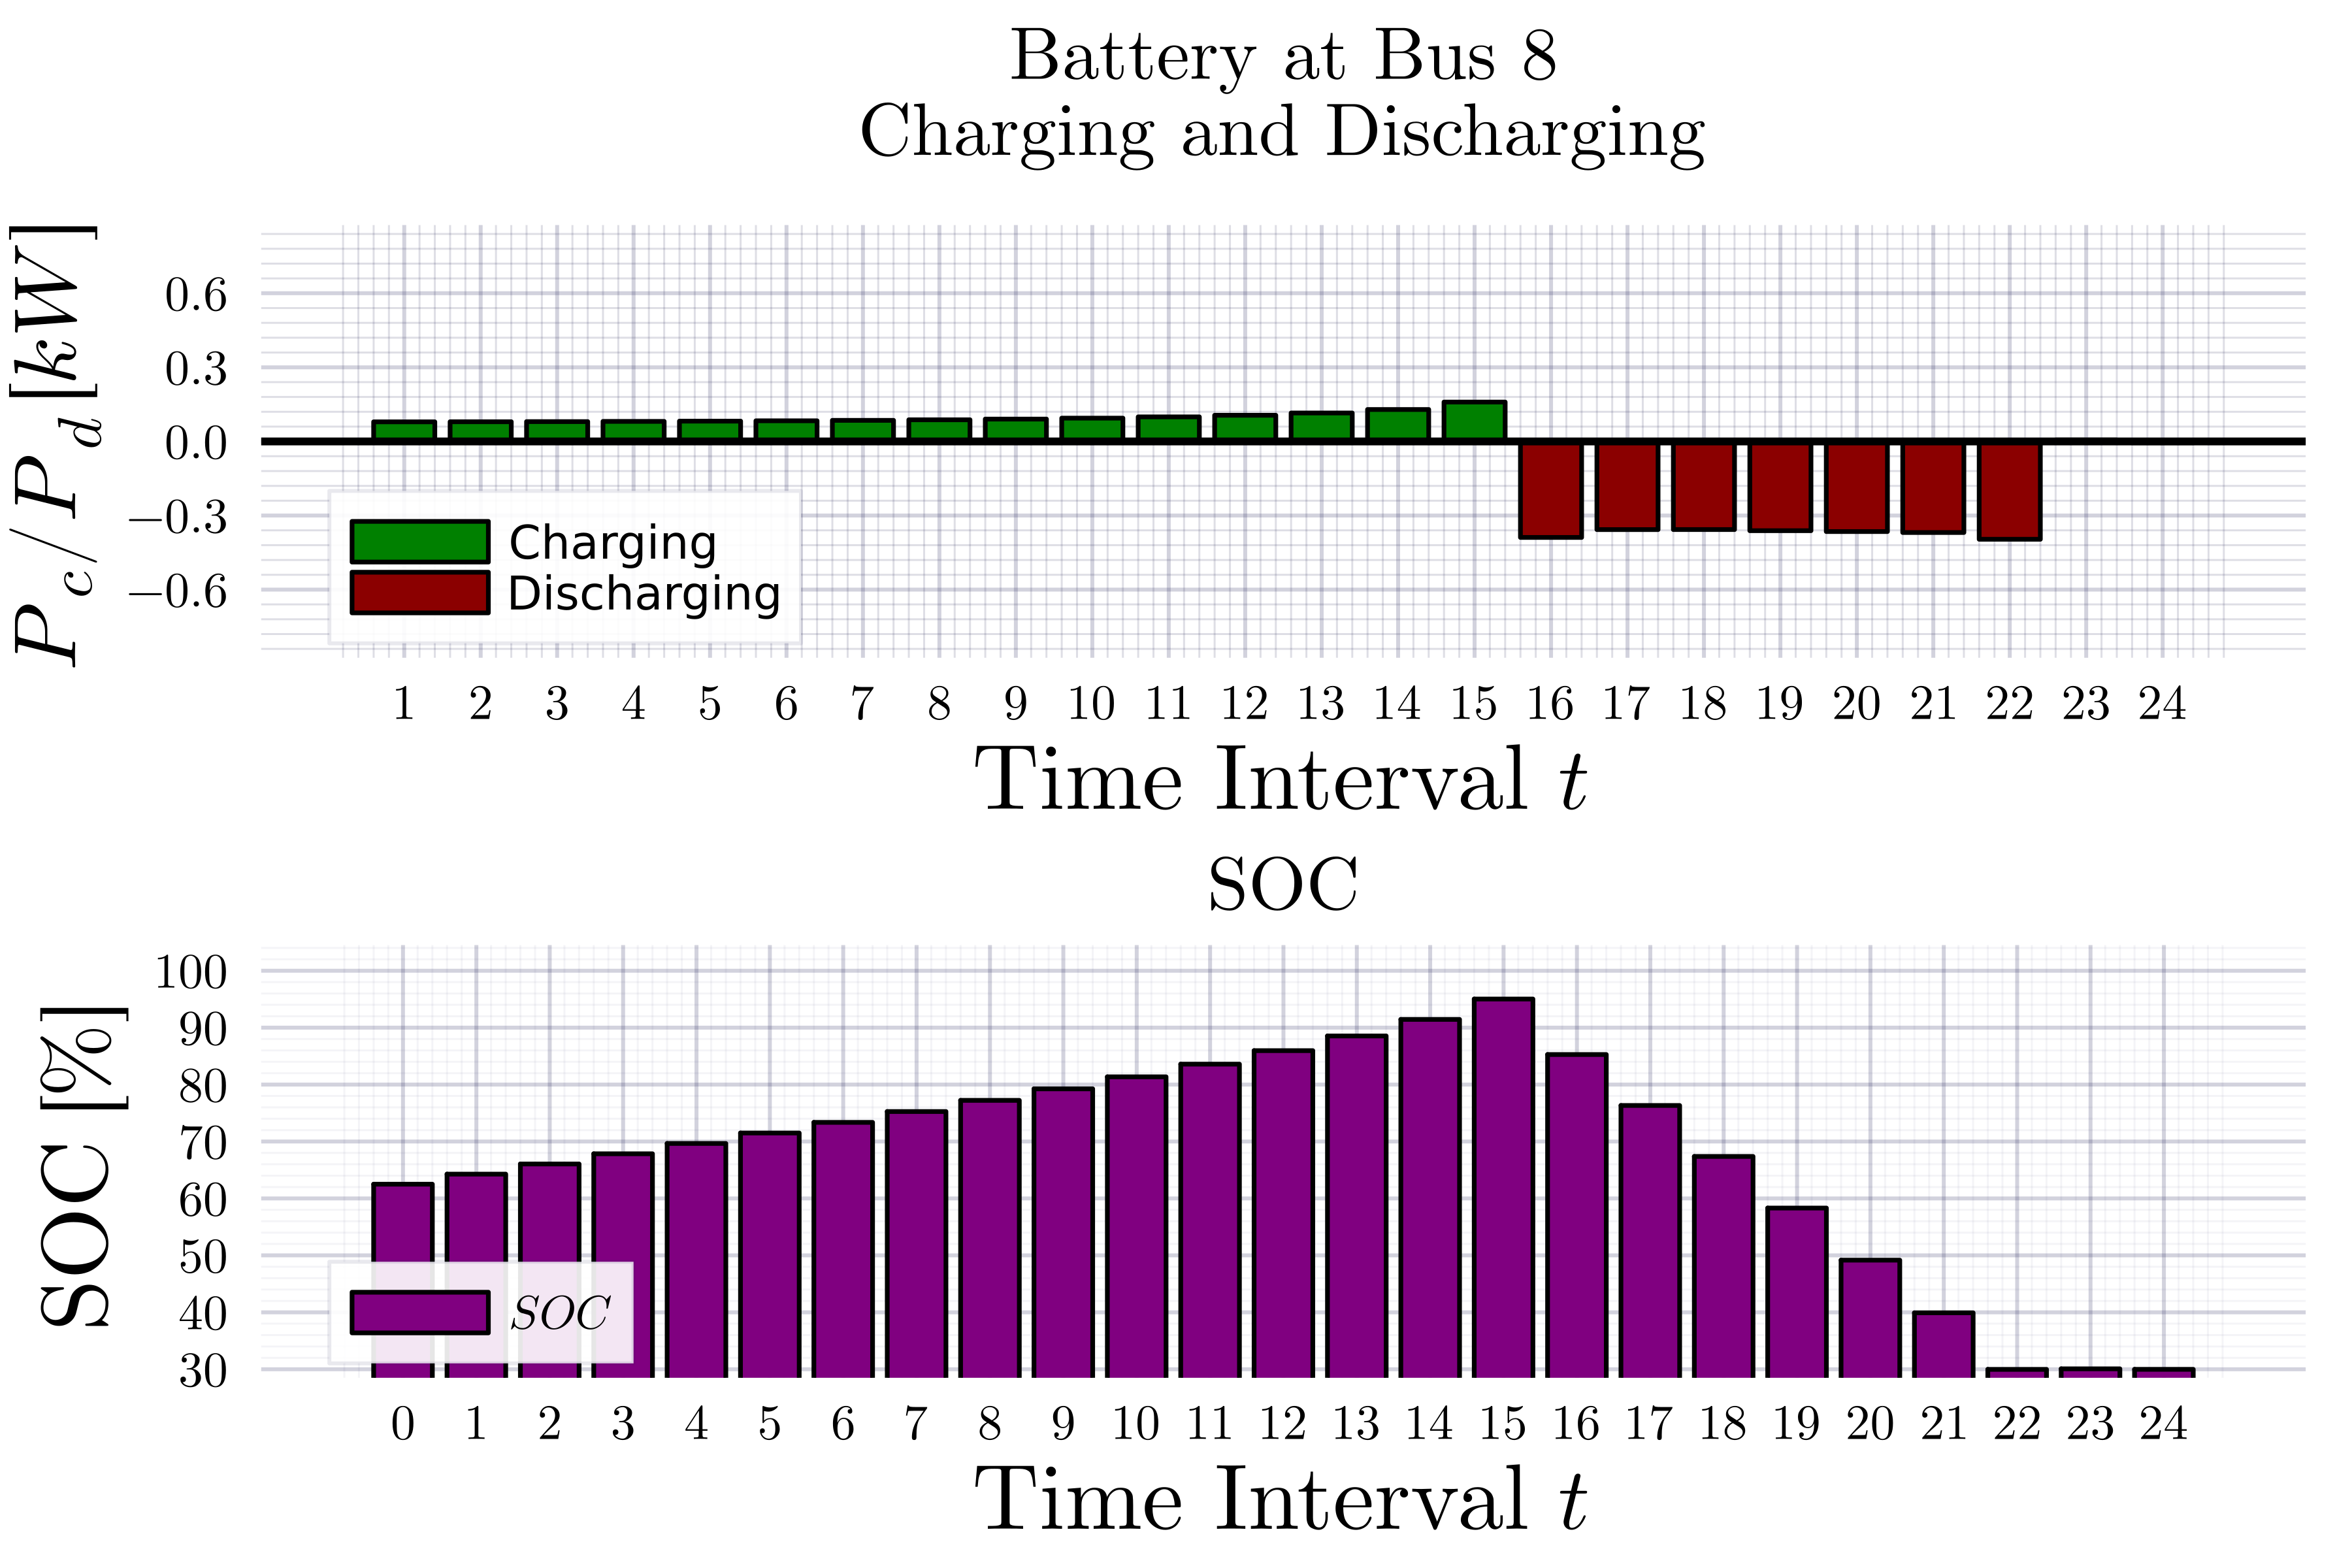 Battery at Bus 8
Charging and Discharging
P_c/P_d [kW]
0.6
0.3
0.0
−0.3
−0.6
Charging
Discharging
1 2 3 4 5 6 7 8 9 10 11 12 13 14 15 16 17 18 19 20 21 22 23 24
Time Interval t
SOC
SOC [%]
100
90
80
70
60
50
40
30
SOC
0 1 2 3 4 5 6 7 8 9 10 11 12 13 14 15 16 17 18 19 20 21 22 23 24
Time Interval t